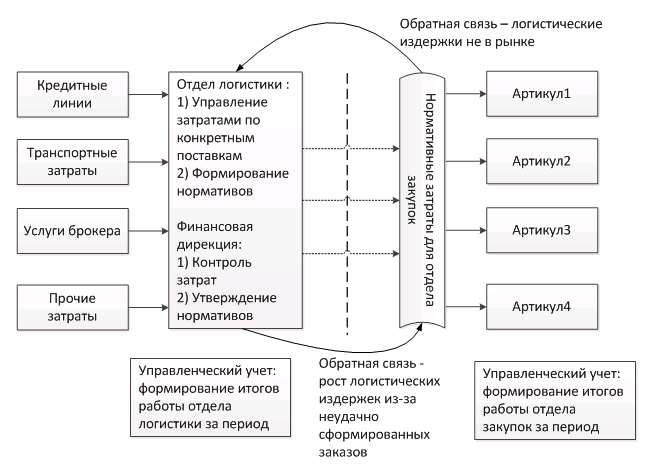 Обратная связь – логистические
издержки не в рынке
Кредитные
линии
Транспортные
затраты
Услуги брокера
Прочие
затраты
Отдел логистики :
1) Управление
затратами по
конкретным
поставкам
2) Формирование
нормативов
Финансовая
дирекция:
1) Контроль
затрат
2) Утверждение
нормативов
Нормативные затраты для отдела
закупок
Артикул1
Артикул2
Артикул3
Артикул4
Управленческий учет:
формирование итогов
работы отдела
логистики за период
Обратная связь -
рост логистических
издержек из-за
неудачно
сформированных
заказов
Управленческий учет:
формирование итогов
работы отдела
закупок за период